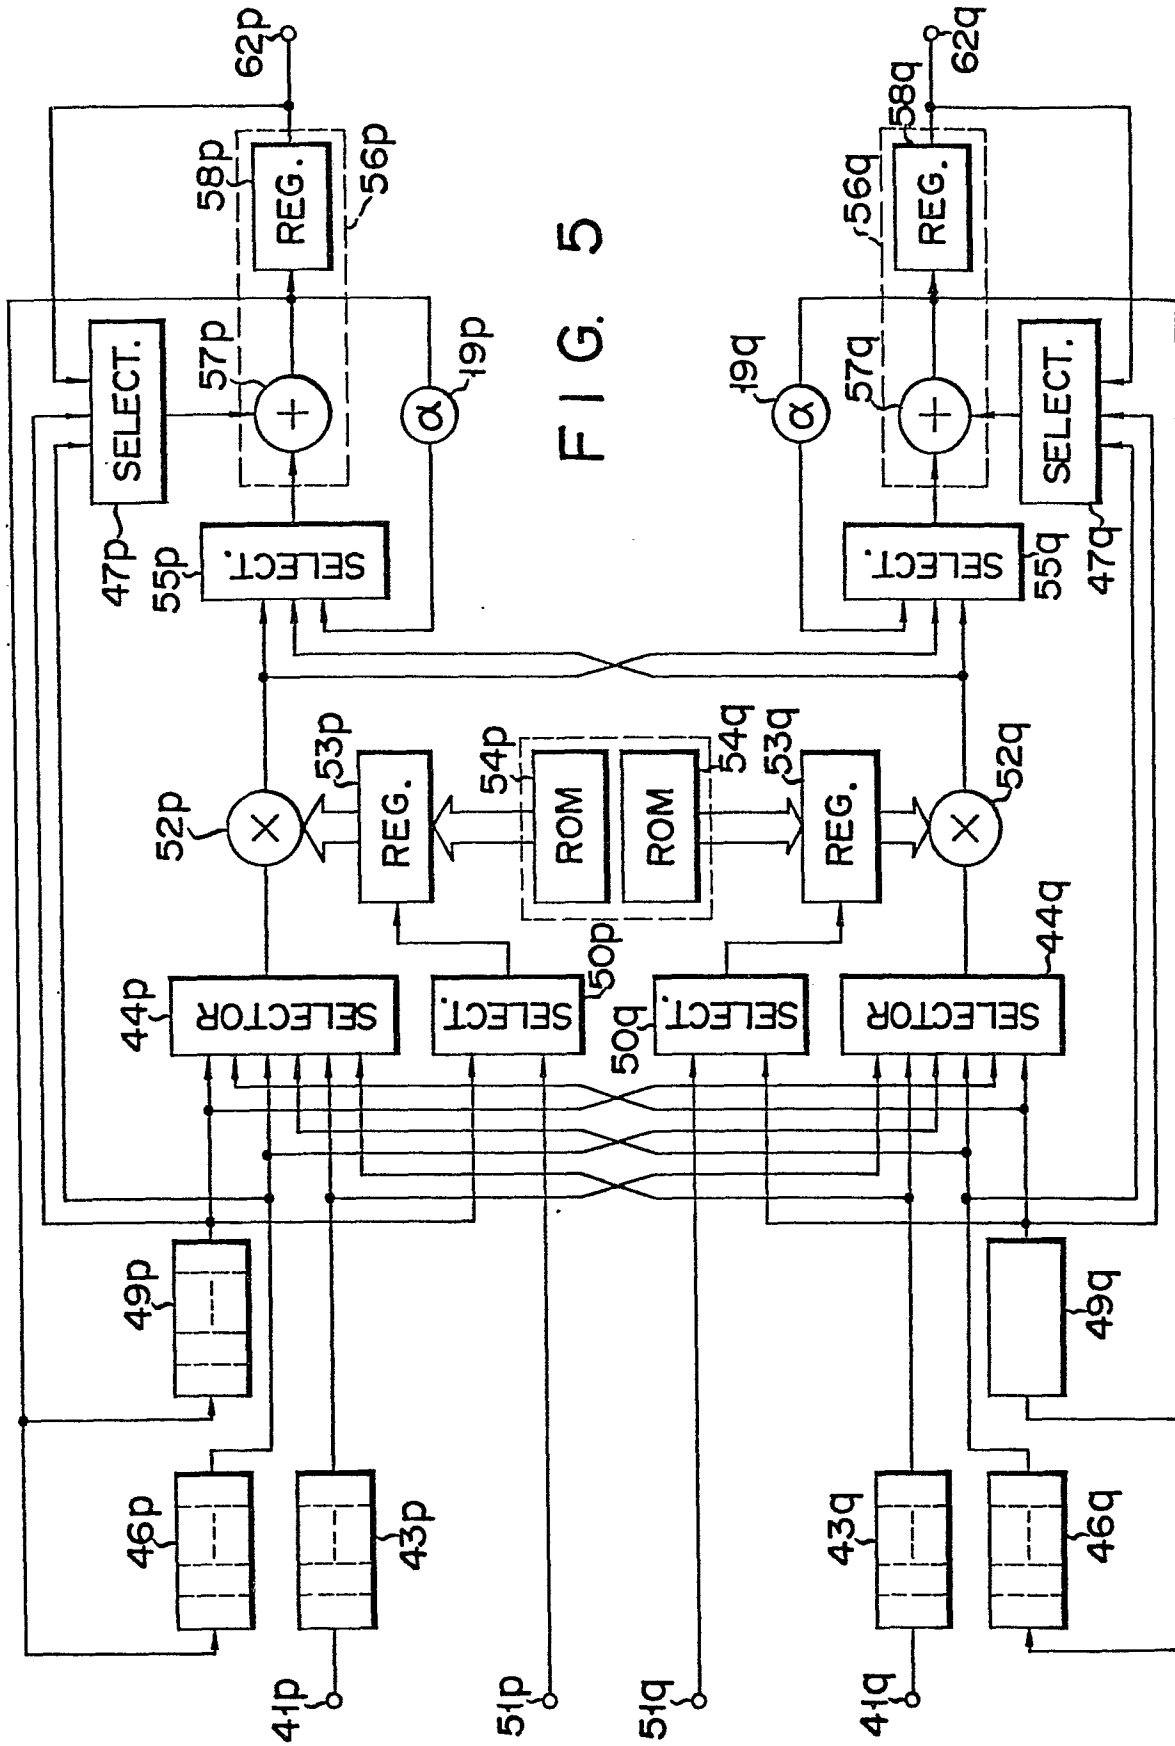 62p
58p
REG.
56p
57p
SELECT.
47p
19p
55p
SELECT.
FIG. 5
62q
58q
REG.
56q
57q
19q
SELECT.
47q
55q
SELECT.
52p
53p
REG.
54p
ROM
54q
ROM
53q
REG.
52q
44p
SELECTOR
50p
SELECT.
50q
SELECT.
44q
SELECTOR
49p
49q
46p
43p
43q
46q
41p
51p
51q
41q
+
α
α
+
×
×